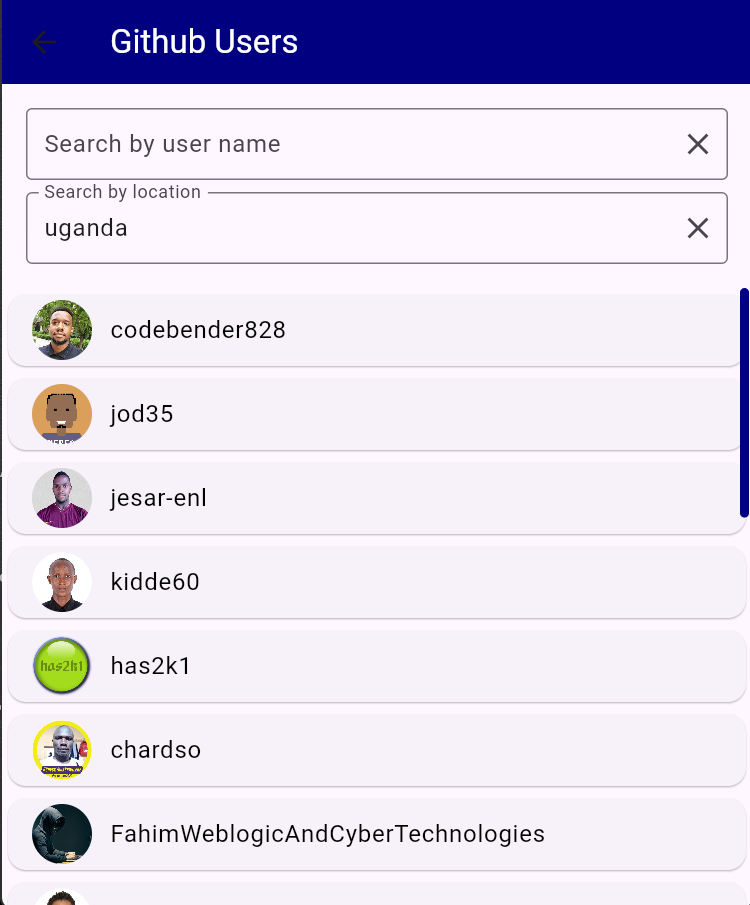 Github Users
Search by user name
Search by location
uganda
codebender828
jod35
jesar-enl
kidde60
has2k1
has2k1
chardso
FahimWeblogicAndCyberTechnologies